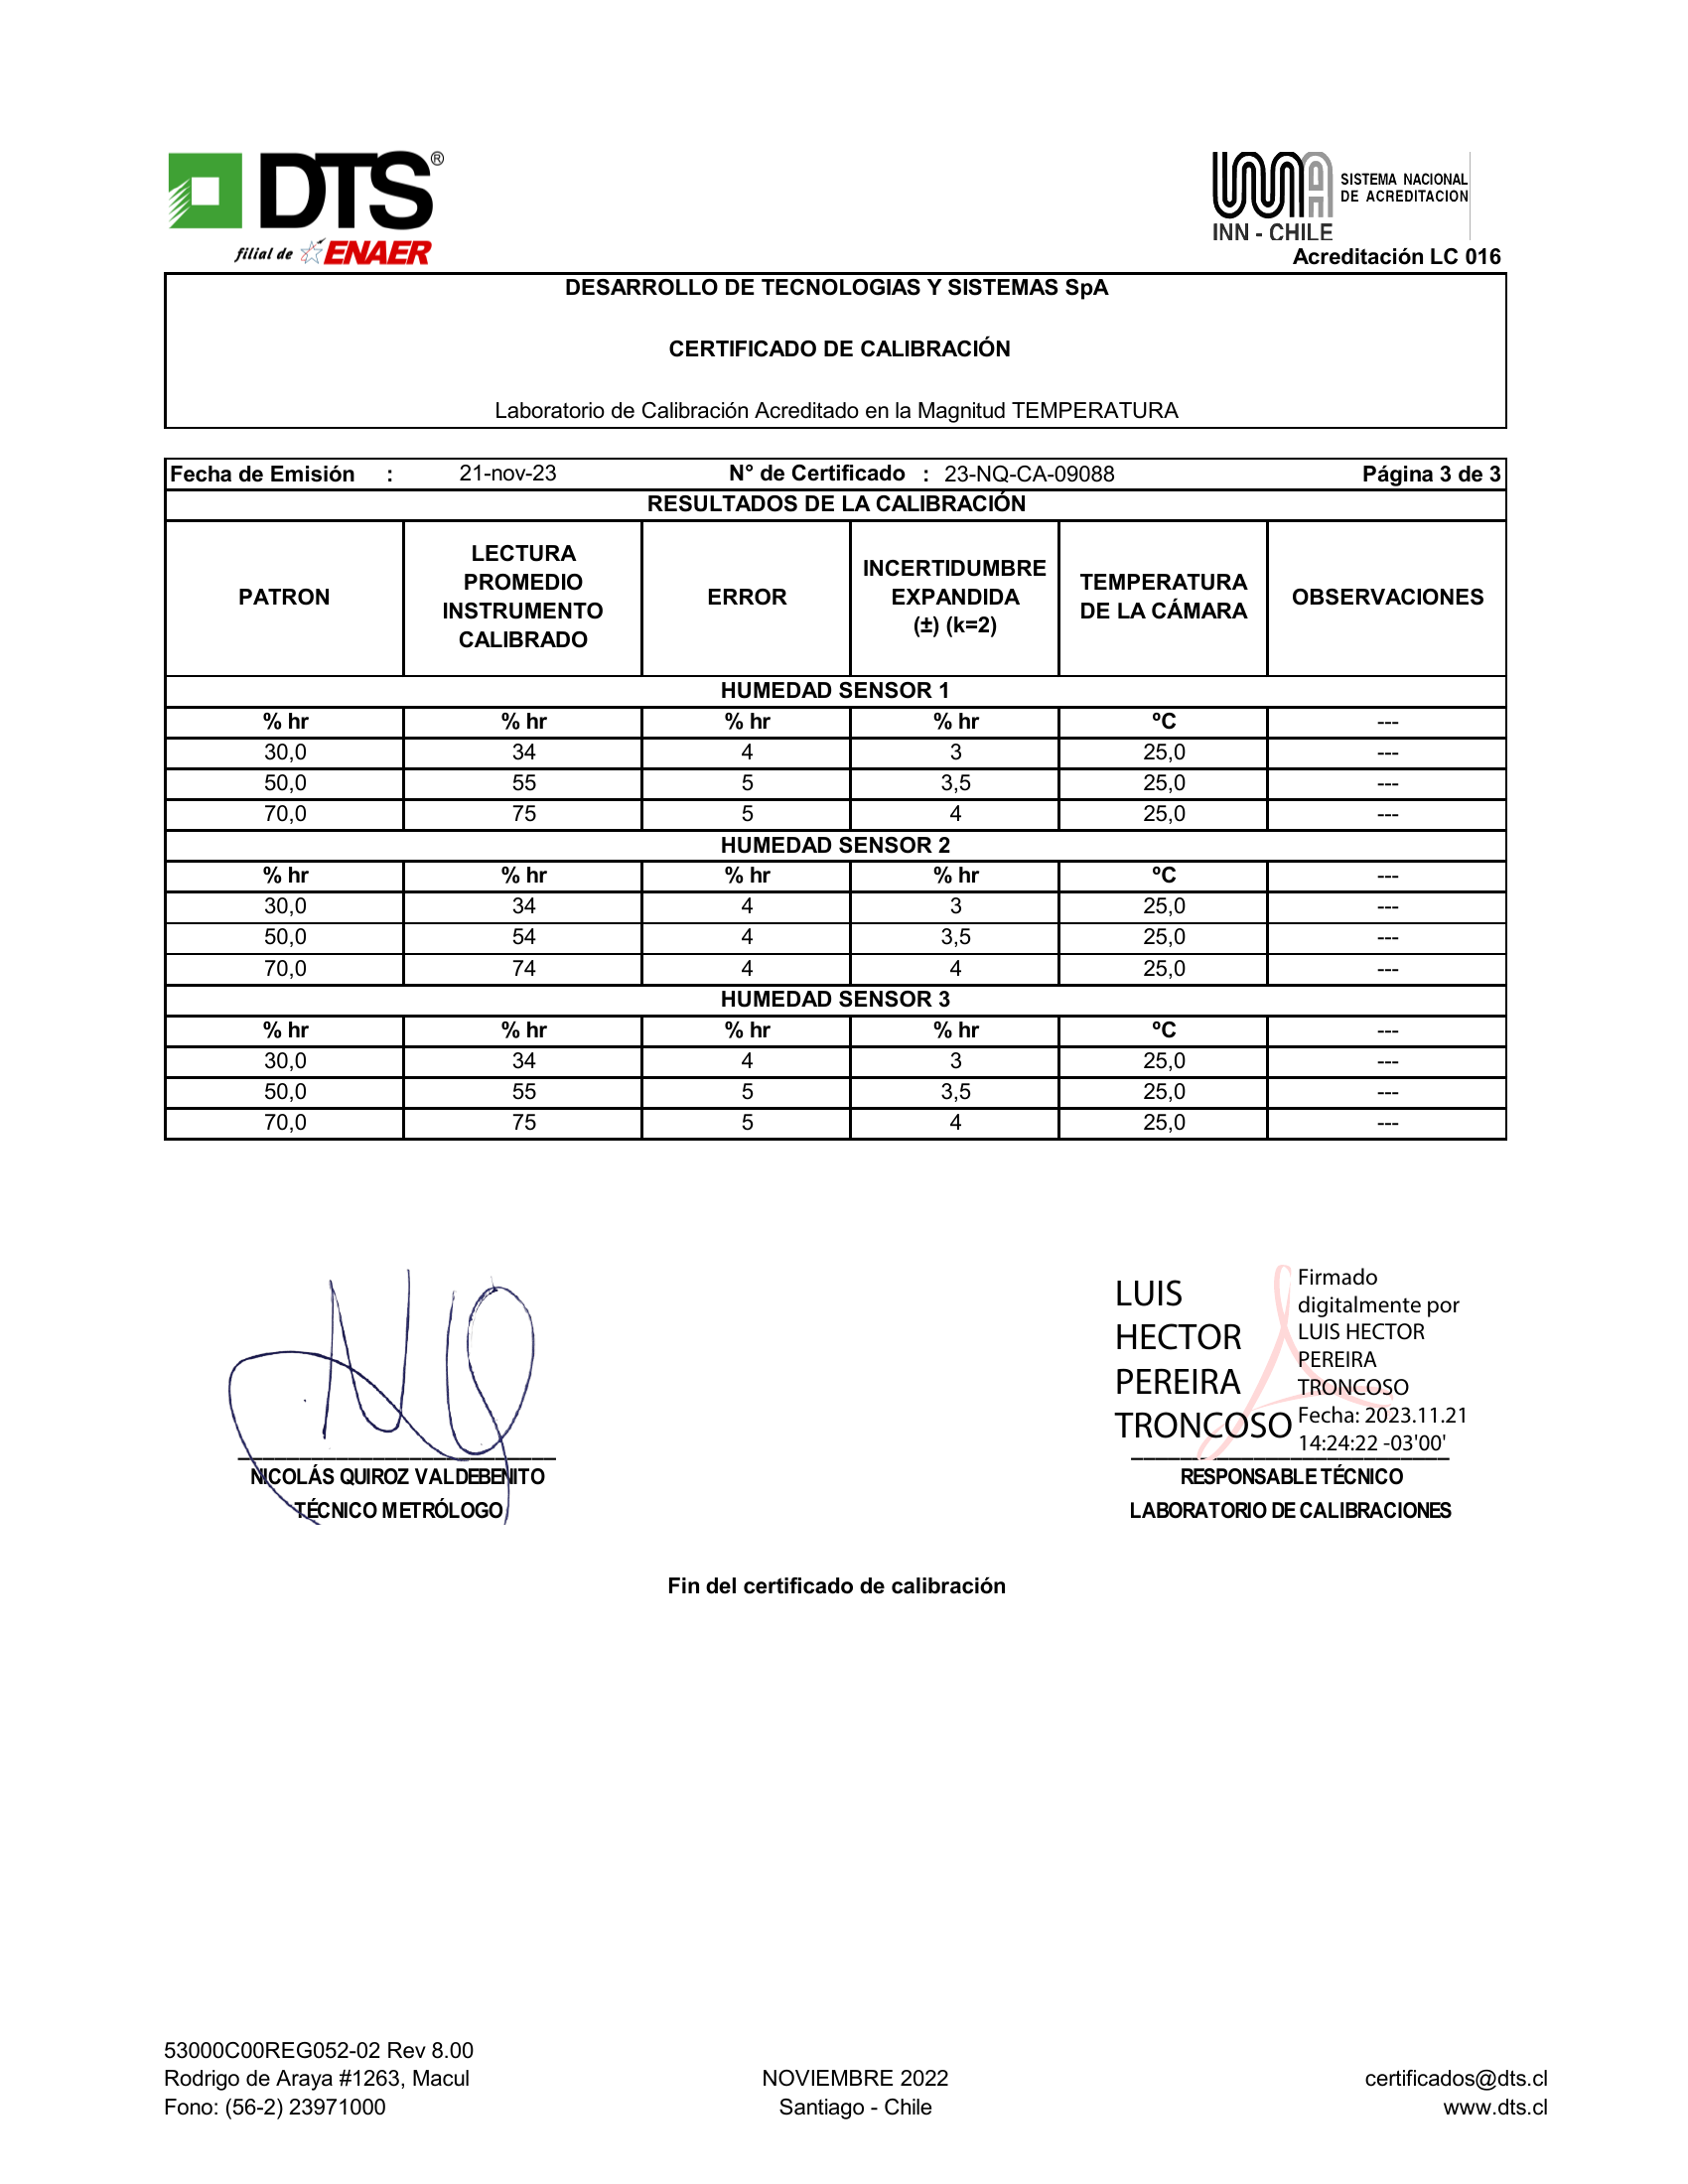 DTS®
filial de ENAER
SISTEMA NACIONAL
DE ACREDITACION
INN - CHILE
Acreditación LC 016
DESARROLLO DE TECNOLOGIAS Y SISTEMAS SpA
CERTIFICADO DE CALIBRACIÓN
Laboratorio de Calibración Acreditado en la Magnitud TEMPERATURA
Fecha de Emisión : 21-nov-23 N° de Certificado : 23-NQ-CA-09088 Página 3 de 3
RESULTADOS DE LA CALIBRACIÓN
PATRON
LECTURA
PROMEDIO
INSTRUMENTO
CALIBRADO
ERROR
INCERTIDUMBRE
EXPANDIDA
(±) (k=2)
TEMPERATURA
DE LA CÁMARA
OBSERVACIONES
HUMEDAD SENSOR 1
% hr % hr % hr % hr ºC ---
30,0 34 4 3 25,0 ---
50,0 55 5 3,5 25,0 ---
70,0 75 5 4 25,0 ---
HUMEDAD SENSOR 2
% hr % hr % hr % hr ºC ---
30,0 34 4 3 25,0 ---
50,0 54 4 3,5 25,0 ---
70,0 74 4 4 25,0 ---
HUMEDAD SENSOR 3
% hr % hr % hr % hr ºC ---
30,0 34 4 3 25,0 ---
50,0 55 5 3,5 25,0 ---
70,0 75 5 4 25,0 ---
NICOLÁS QUIROZ VALDEBENITO
TÉCNICO METRÓLOGO
LUIS
HECTOR
PEREIRA
TRONCOSO
Firmado
digitalmente por
LUIS HECTOR
PEREIRA
TRONCOSO
Fecha: 2023.11.21
14:24:22 -03'00'
RESPONSABLE TÉCNICO
LABORATORIO DE CALIBRACIONES
Fin del certificado de calibración
53000C00REG052-02 Rev 8.00
Rodrigo de Araya #1263, Macul NOVIEMBRE 2022 certificados@dts.cl
Fono: (56-2) 23971000 Santiago - Chile www.dts.cl